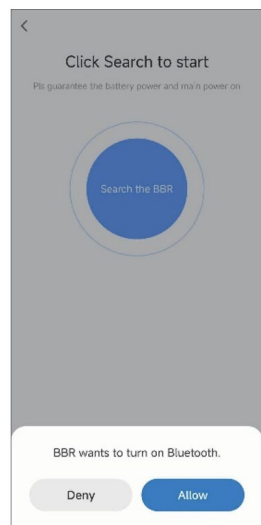 Click Search to start
Pls guarantee the battery power and main power on
Search the BBR
BBR wants to turn on Bluetooth.
Deny
Allow